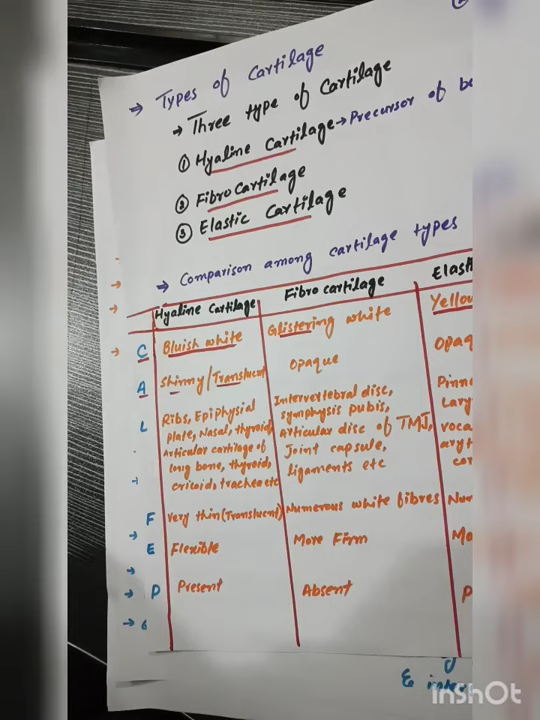 → Types of Cartilage
→ Three type of Cartilage
① Hyaline Cartilage → Precursor of
② Fibro Cartilage
③ Elastic Cartilage
→ Comparison among cartilage types
Hyaline Cartilage Fibro cartilage
C Bluish white Glistering white
A shinny/Translucent Opaque
L Ribs, Epiphysial Intervertebral disc,
plate, Nasal, thyroid, symphysis pubis,
Articular cartilage of Articular disc of TMJ,
long bone, thyroid, Joint capsule,
cricoid, trachea etc ligaments etc
F Very thin (Translucent) Numerous white fibres
E Flexible More Firm
P Present Absent
InShOt